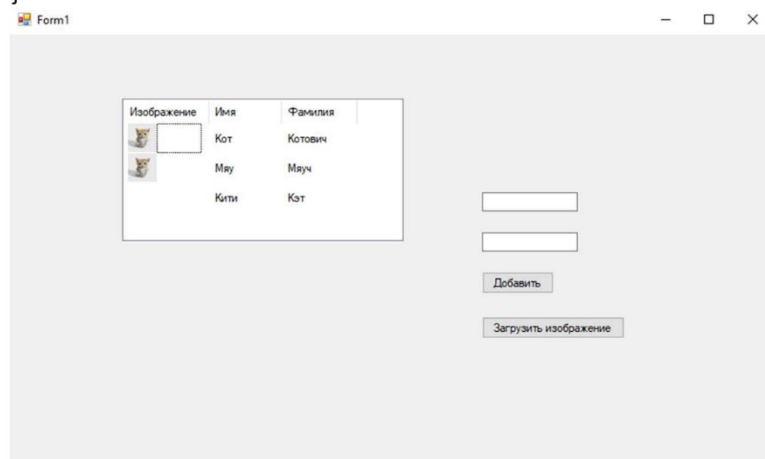 Form1
Изображение Имя Фамилия
Кот Котович
Мяу Мяуч
Кити Кэт
Добавить
Загрузить изображение